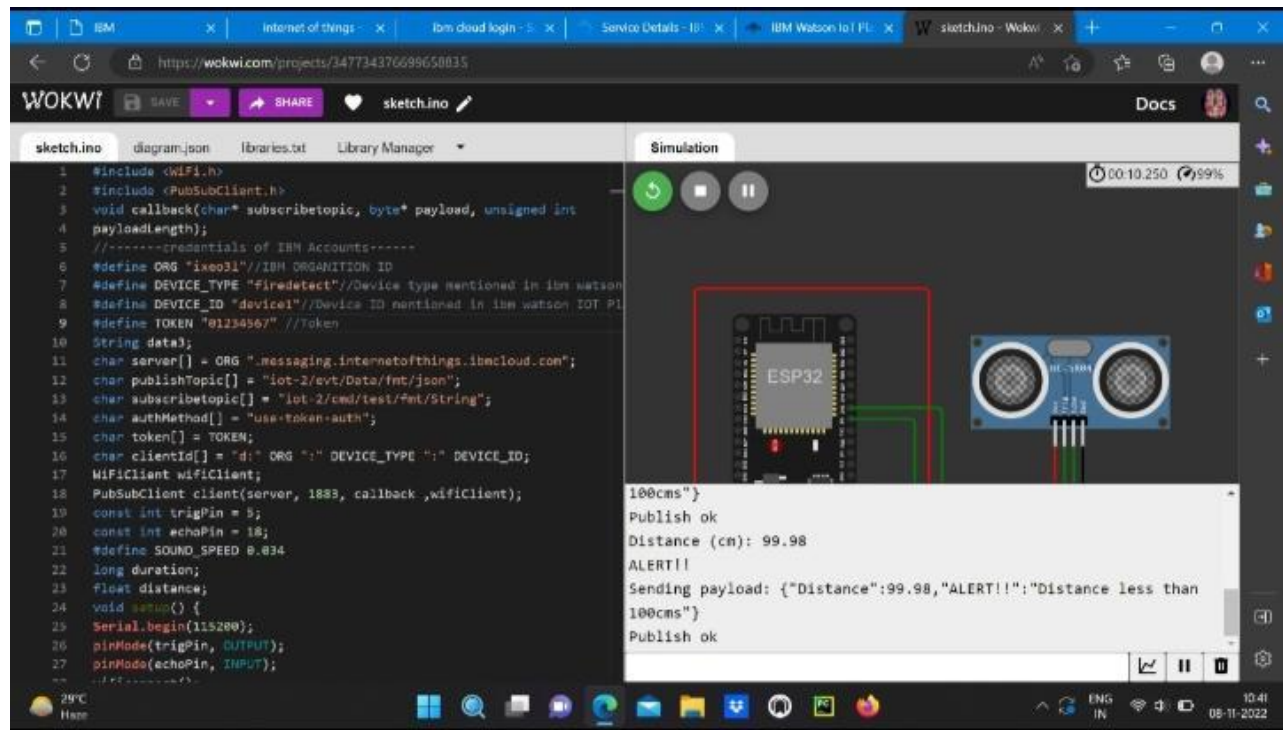 IBM
internet of things -
ibm cloud login - S
Service Details - IB
IBM Watson IoT Pl
sketch.ino - Wokwi
https://wokwi.com/projects/347734376699658835
WOKWI
SAVE
SHARE
sketch.ino
Docs
sketch.ino
diagram.json
libraries.txt
Library Manager
Simulation
00:10.250
99%
1 #include <WiFi.h>
2 #include <PubSubClient.h>
3 void callback(char* subscribetopic, byte* payload, unsigned int
4 payloadLength);
5 //-------credentials of IBM Accounts------
6 #define ORG "ixeo31"//IBM ORGANITION ID
7 #define DEVICE_TYPE "firedetect"//Device type mentioned in ibm watson
8 #define DEVICE_ID "device1"//Device ID mentioned in ibm watson IOT Pl
9 #define TOKEN "01234567" //Token
10 String data3;
11 char server[] = ORG ".messaging.internetofthings.ibmcloud.com";
12 char publishTopic[] = "iot-2/evt/Data/fmt/json";
13 char subscribetopic[] = "iot-2/cmd/test/fmt/String";
14 char authMethod[] = "use-token-auth";
15 char token[] = TOKEN;
16 char clientId[] = "d:" ORG ":" DEVICE_TYPE ":" DEVICE_ID;
17 WiFiClient wifiClient;
18 PubSubClient client(server, 1883, callback ,wifiClient);
19 const int trigPin = 5;
20 const int echoPin = 18;
21 #define SOUND_SPEED 0.034
22 long duration;
23 float distance;
24 void setup() {
25 Serial.begin(115200);
26 pinMode(trigPin, OUTPUT);
27 pinMode(echoPin, INPUT);
ESP32
HC-SR04
100cms"}
Publish ok
Distance (cm): 99.98
ALERT!!
Sending payload: {"Distance":99.98,"ALERT!!":"Distance less than
100cms"}
Publish ok
29°C
Haze
ENG
IN
10:41
08-11-2022